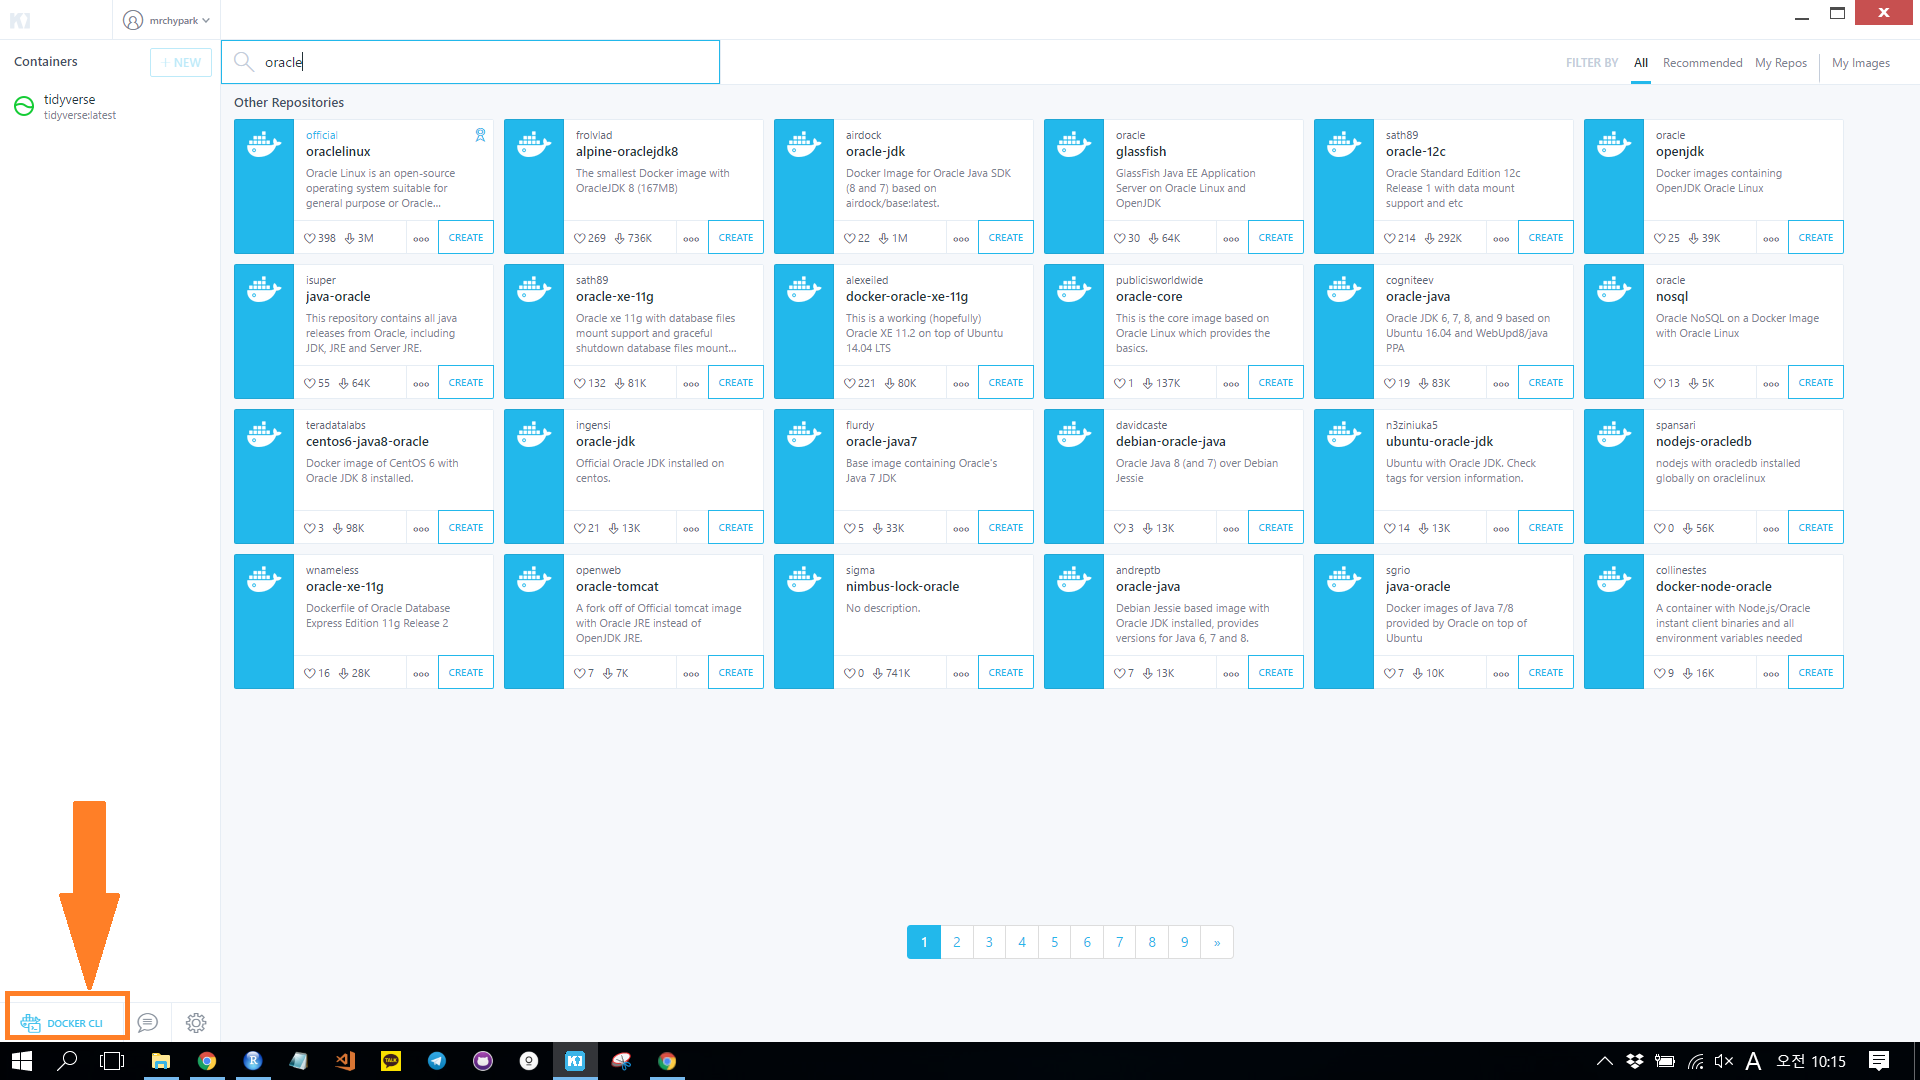 mrchypark
Containers
+ NEW
tidyverse
tidyverse:latest
oracle
FILTER BY All Recommended My Repos My Images
Other Repositories
official
oraclelinux
Oracle Linux is an open-source
operating system suitable for
general purpose or Oracle...
398 3M CREATE
frolvlad
alpine-oraclejdk8
The smallest Docker image with
OracleJDK 8 (167MB)
269 736K CREATE
airdock
oracle-jdk
Docker Image for Oracle Java SDK
(8 and 7) based on
airdock/base:latest.
22 1M CREATE
oracle
glassfish
GlassFish Java EE Application
Server on Oracle Linux and
OpenJDK
30 64K CREATE
sath89
oracle-12c
Oracle Standard Edition 12c
Release 1 with data mount
support and etc
214 292K CREATE
oracle
openjdk
Docker images containing
OpenJDK Oracle Linux
25 39K CREATE
isuper
java-oracle
This repository contains all java
releases from Oracle, including
JDK, JRE and Server JRE.
55 64K CREATE
sath89
oracle-xe-11g
Oracle xe 11g with database files
mount support and graceful
shutdown database files mount...
132 81K CREATE
alexeiled
docker-oracle-xe-11g
This is a working (hopefully)
Oracle XE 11.2 on top of Ubuntu
14.04 LTS
221 80K CREATE
publicisworldwide
oracle-core
This is the core image based on
Oracle Linux which provides the
basics.
1 137K CREATE
cogniteev
oracle-java
Oracle JDK 6, 7, 8, and 9 based on
Ubuntu 16.04 and WebUpd8/java
PPA
19 83K CREATE
oracle
nosql
Oracle NoSQL on a Docker Image
with Oracle Linux
13 5K CREATE
teradatalabs
centos6-java8-oracle
Docker image of CentOS 6 with
Oracle JDK 8 installed.
3 98K CREATE
ingensi
oracle-jdk
Official Oracle JDK installed on
centos.
21 13K CREATE
flurdy
oracle-java7
Base image containing Oracle's
Java 7 JDK
5 33K CREATE
davidcaste
debian-oracle-java
Oracle Java 8 (and 7) over Debian
Jessie
3 13K CREATE
n3ziniuka5
ubuntu-oracle-jdk
Ubuntu with Oracle JDK. Check
tags for version information.
14 13K CREATE
spansari
nodejs-oracledb
nodejs with oracledb installed
globally on oraclelinux
0 56K CREATE
wnameless
oracle-xe-11g
Dockerfile of Oracle Database
Express Edition 11g Release 2
16 28K CREATE
openweb
oracle-tomcat
A fork off of Official tomcat image
with Oracle JRE instead of
OpenJDK JRE.
7 7K CREATE
sigma
nimbus-lock-oracle
No description.
0 741K CREATE
andreptb
oracle-java
Debian Jessie based image with
Oracle JDK installed, provides
versions for Java 6, 7 and 8.
7 13K CREATE
sgrio
java-oracle
Docker images of Java 7/8
provided by Oracle on top of
Ubuntu
7 10K CREATE
collinestes
docker-node-oracle
A container with Node.js/Oracle
instant client binaries and all
environment variables needed
9 16K CREATE
1 2 3 4 5 6 7 8 9 »
DOCKER CLI
R TALK A 오전 10:15